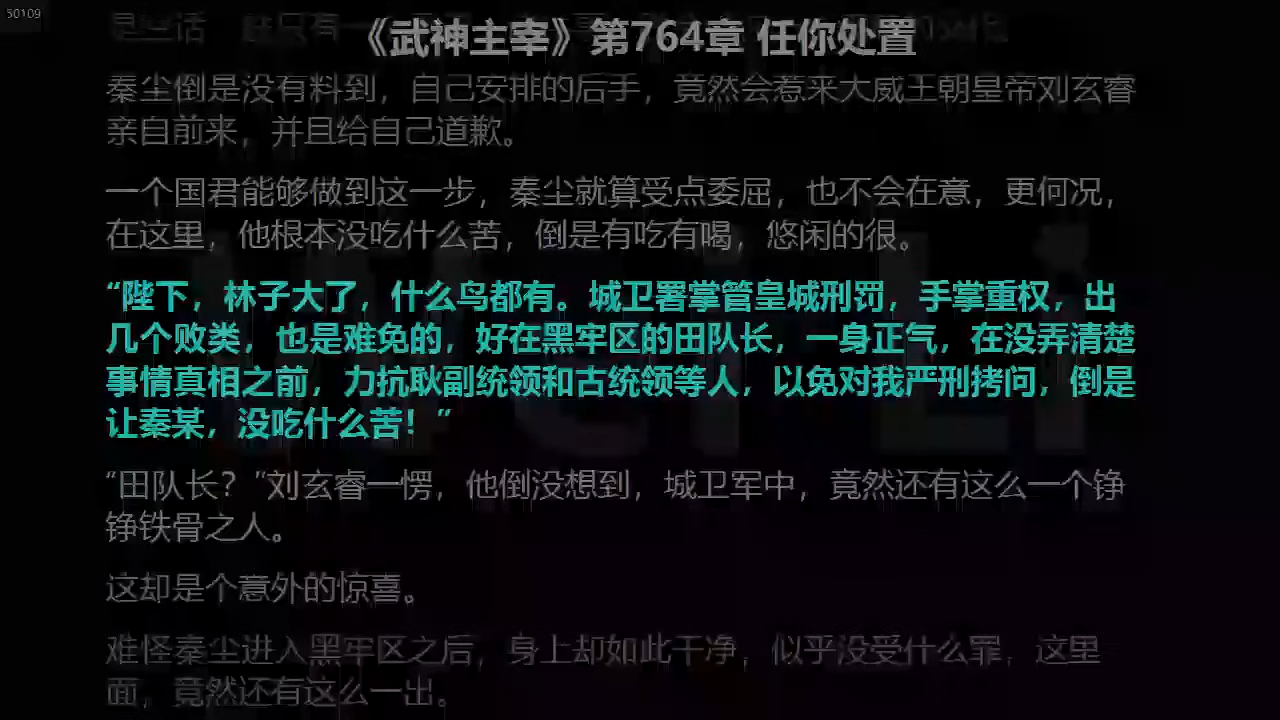 50109
《武神主宰》第764章 任你处置
秦尘倒是没有料到，自己安排的后手，竟然会惹来大威王朝皇帝刘玄睿
亲自前来，并且给自己道歉。
一个国君能够做到这一步，秦尘就算受点委屈，也不会在意，更何况，
在这里，他根本没吃什么苦，倒是有吃有喝，悠闲的很。
“陛下，林子大了，什么鸟都有。城卫署掌管皇城刑罚，手掌重权，出
几个败类，也是难免的，好在黑牢区的田队长，一身正气，在没弄清楚
事情真相之前，力抗耿副统领和古统领等人，以免对我严刑拷问，倒是
让秦某，没吃什么苦！”
“田队长？”刘玄睿一愣，他倒没想到，城卫军中，竟然还有这么一个铮
铮铁骨之人。
这却是个意外的惊喜。
难怪秦尘进入黑牢区之后，身上却如此干净，似乎没受什么罪，这里
面，竟然还有这么一出。